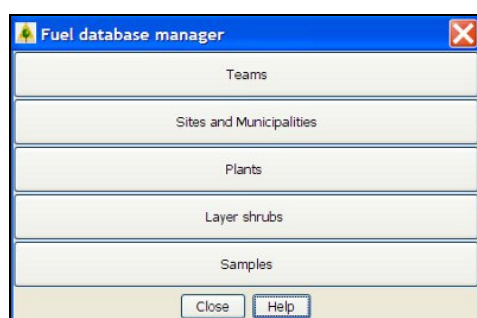 Fuel database manager
Teams
Sites and Municipalities
Plants
Layer shrubs
Samples
Close Help